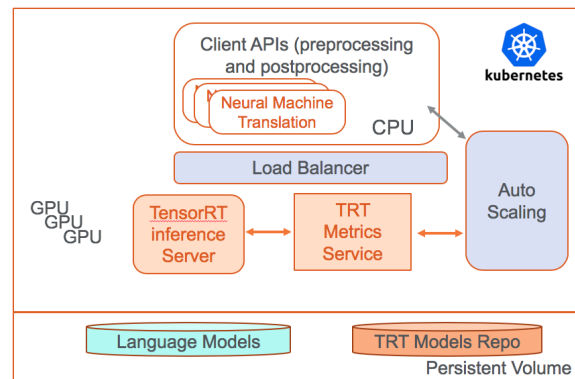 Client APIs (preprocessing
and postprocessing)
Neural Machine
Translation
CPU
kubernetes
Load Balancer
Auto
Scaling
GPU
GPU
GPU
TensorRT
inference
Server
TRT
Metrics
Service
Language Models
TRT Models Repo
Persistent Volume